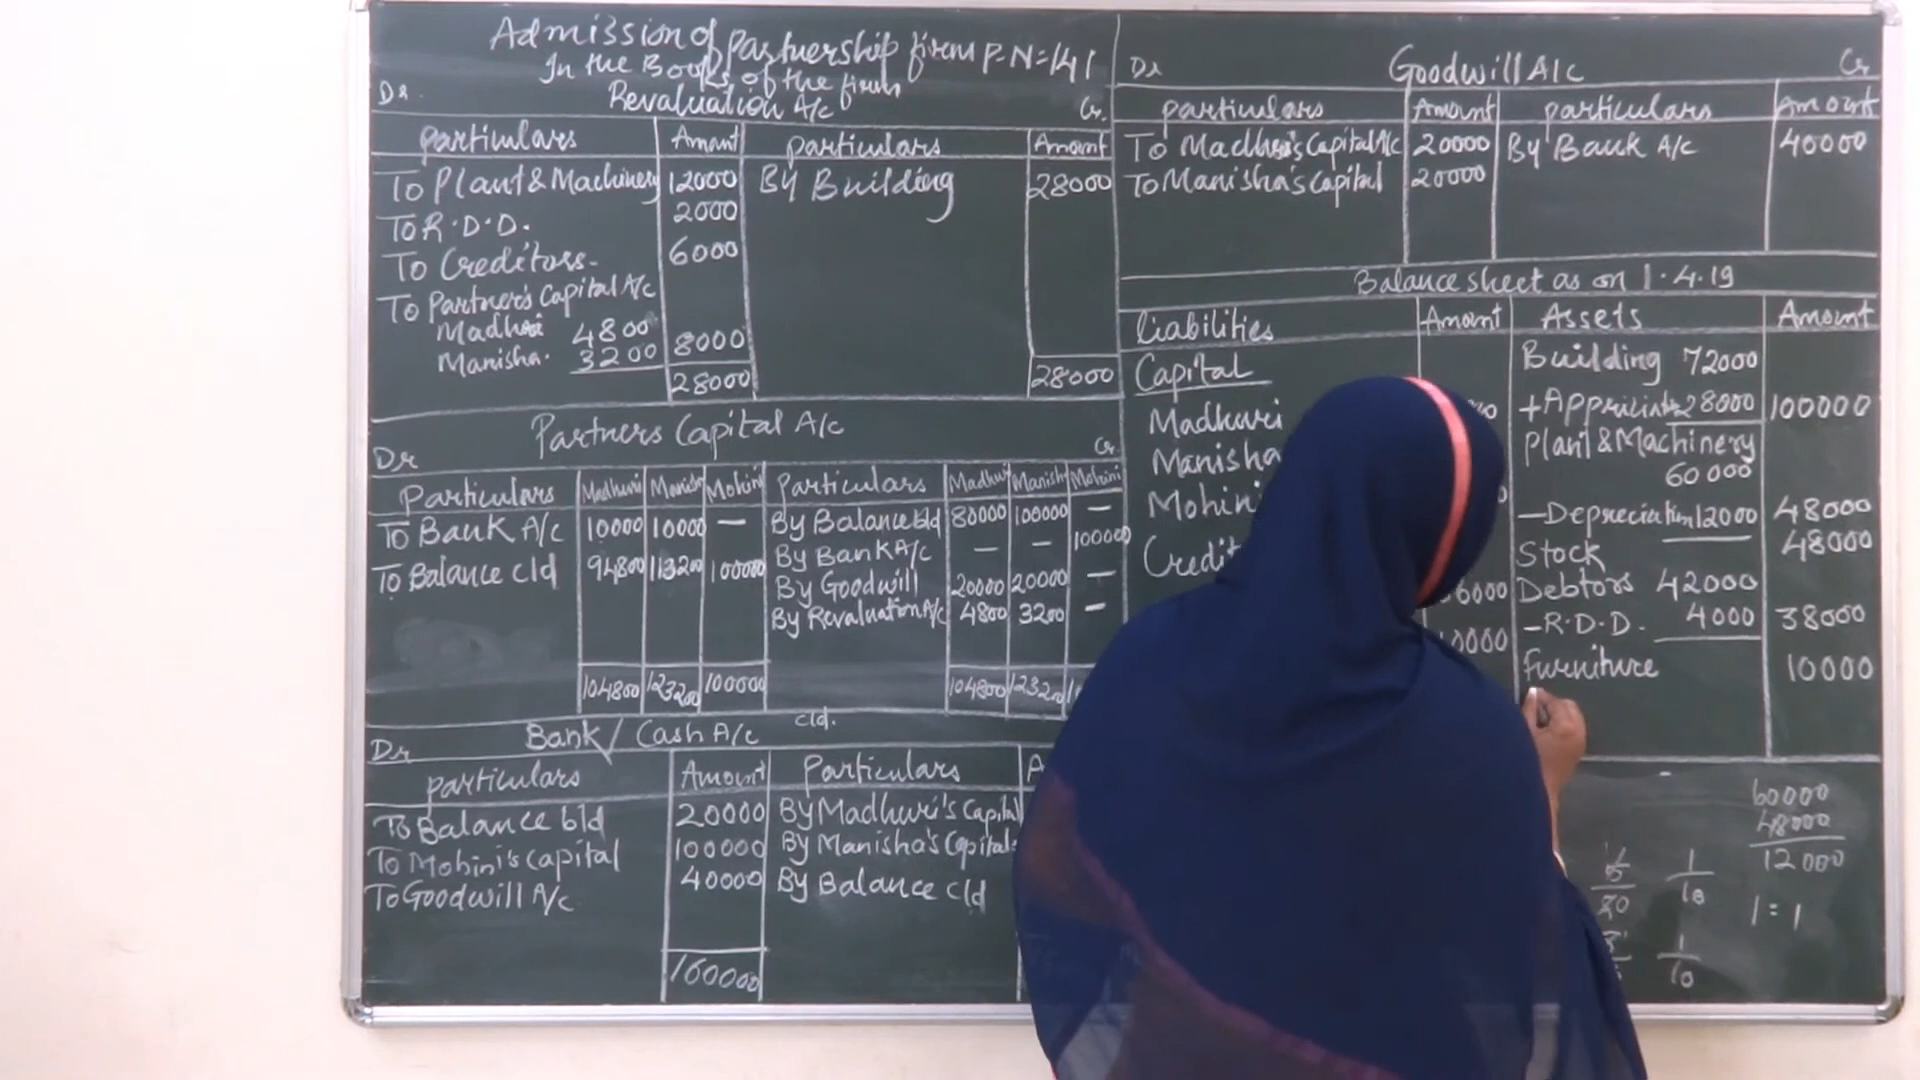 Admission of partnership firm P-N=141
In the Books of the firm
Revaluation A/c
Dr. Cr.
particulars Amount particulars Amount
To Plant & Machinery 12000 By Building 28000
To R.D.D. 2000
To Creditors 6000
To Partner's Capital A/c
Madhuri 4800
Manisha. 3200 8000
28000 28000
Partners Capital A/c
Dr Cr
Particulars Madhuri Manisha Mohini Particulars Madhuri Manisha Mohini
To Bank A/c 10000 10000 — By Balance b/d 80000 100000 —
To Balance c/d 94800 113200 100000 By Bank A/c — — 100000
By Goodwill 20000 20000 —
By Revaluation A/c 4800 3200 —
104800 123200 100000 104800 123200
c/d.
Bank / Cash A/c
Dr
particulars Amount Particulars
To Balance b/d 20000 By Madhuri's Capital
To Mohini's Capital 100000 By Manisha's Capital
To Goodwill A/c 40000 By Balance c/d
160000
Dr Goodwill A/c Cr
particulars Amount particulars Amount
To Madhuri's Capital A/c 20000 By Bank A/c 40000
To Manisha's Capital 20000
Balance sheet as on 1.4.19
Liabilities Amount Assets Amount
Capital Building 72000
Madhuri + 28000 100000
Manisha Plant & Machinery
60000
Mohini - Depreciation 12000 48000
Stock 48000
Debtors 42000
- R.D.D. 4000 38000
Furniture 10000
60000
48000
12000
1
10
1:1
1
10